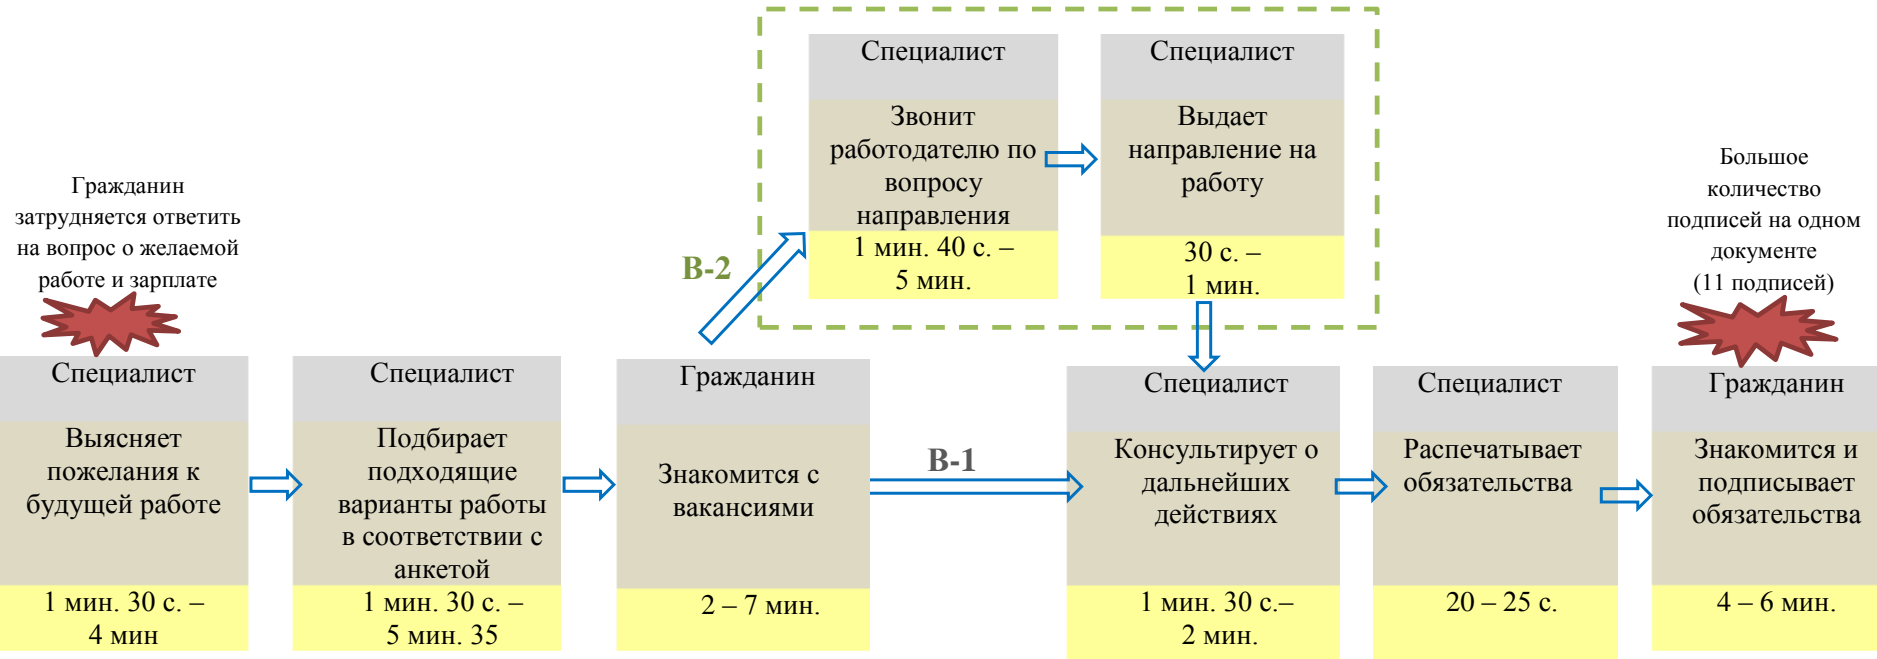 Специалист
Звонит
работодателю по
вопросу
направления
1 мин. 40 с. –
5 мин.
Специалист
Выдает
направление на
работу
30 с. –
1 мин.
Гражданин
затрудняется ответить
на вопрос о желаемой
работе и зарплате
Большое
количество
подписей на одном
документе
(11 подписей)
В-2
Специалист
Выясняет
пожелания к
будущей работе
1 мин. 30 с. –
4 мин
Специалист
Подбирает
подходящие
варианты работы
в соответствии с
анкетой
1 мин. 30 с. –
5 мин. 35
Гражданин
Знакомится с
вакансиями
2 – 7 мин.
В-1
Специалист
Консультирует о
дальнейших
действиях
1 мин. 30 с.–
2 мин.
Специалист
Распечатывает
обязательства
20 – 25 с.
Гражданин
Знакомится и
подписывает
обязательства
4 – 6 мин.